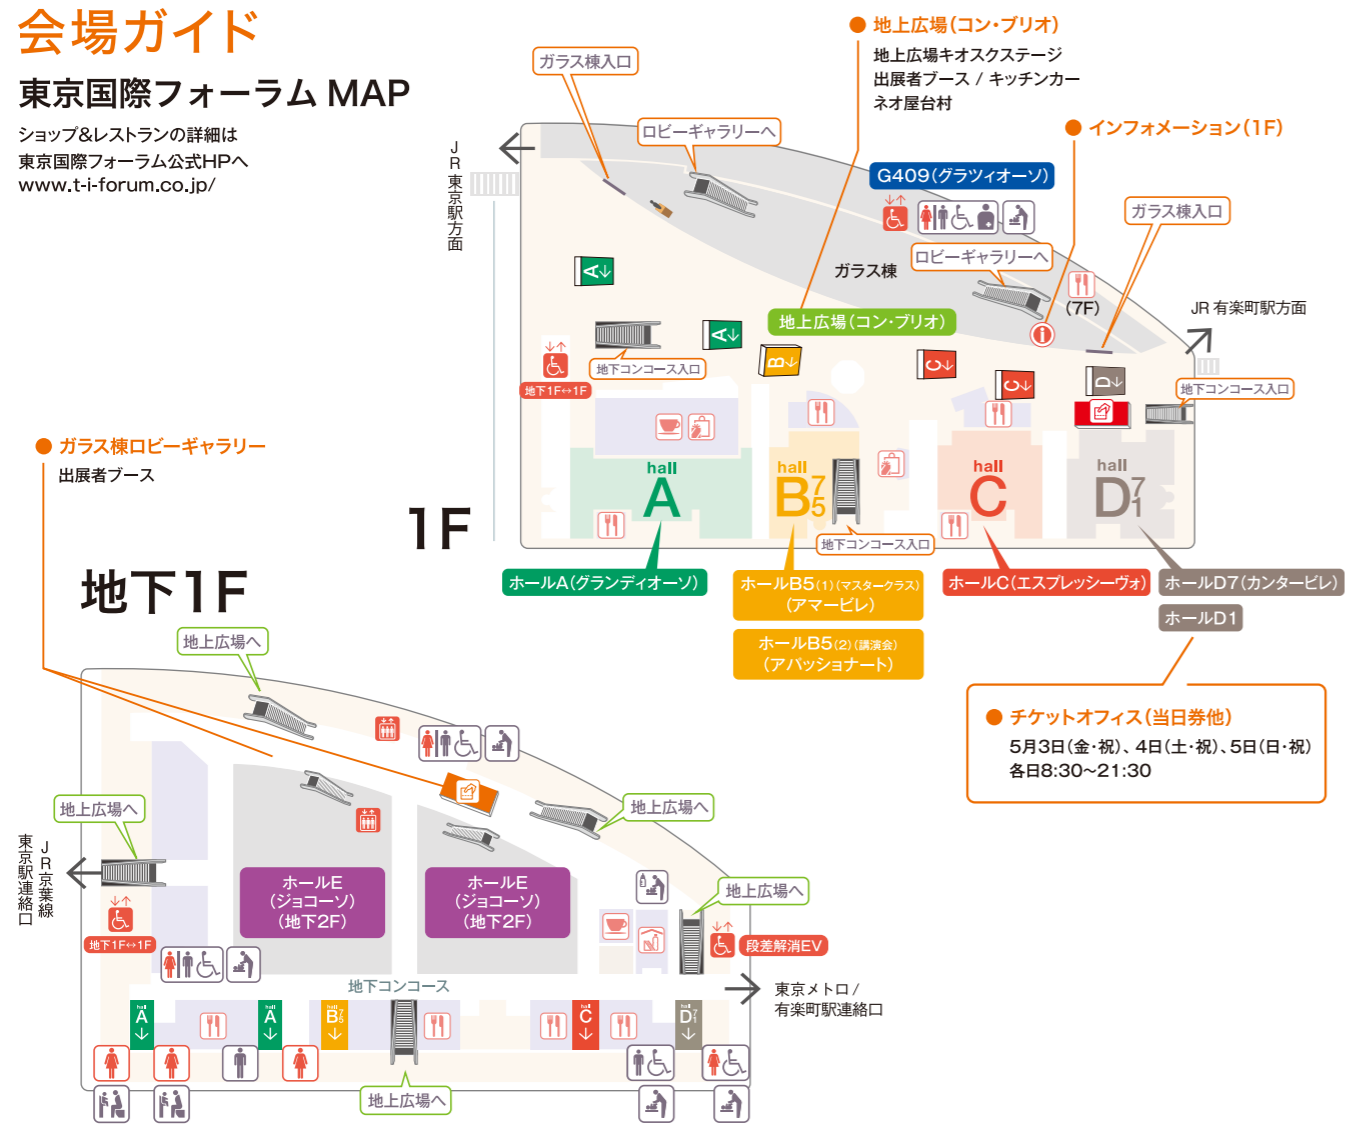 会場ガイド
東京国際フォーラム MAP
ショップ&レストランの詳細は
東京国際フォーラム公式HPへ
www.t-i-forum.co.jp/
地上広場(コン・ブリオ)
地上広場キオスクステージ
出展者ブース / キッチンカー
ネオ屋台村
インフォメーション(1F)
ガラス棟入口
ロビーギャラリーへ
JR東京駅方面
G409(グラツィオーソ)
ガラス棟入口
ロビーギャラリーへ
ガラス棟
(7F)
JR 有楽町駅方面
A
地上広場(コン・ブリオ)
A
B
C
C
D
地下コンコース入口
地下1F↔1F
地下コンコース入口
hall
A
hall
B75
hall
C
hall
D71
地下コンコース入口
1F
ホールA(グランディオーソ)
ホールB5(1)(マスタークラス)
(アマービレ)
ホールB5(2)(講演会)
(アパッショナート)
ホールC(エスプレッシーヴォ)
ホールD7(カンタービレ)
ホールD1
チケットオフィス(当日券他)
5月3日(金・祝)、4日(土・祝)、5日(日・祝)
各日8:30〜21:30
ガラス棟ロビーギャラリー
出展者ブース
地下1F
地上広場へ
地上広場へ
地上広場へ
JR京葉線
東京駅連絡口
ホールE
(ジョコーソ)
(地下2F)
ホールE
(ジョコーソ)
(地下2F)
地上広場へ
地下1F↔1F
段差解消EV
地下コンコース
東京メトロ /
有楽町駅連絡口
hall
A
hall
A
hall
B75
hall
C
hall
D71
地上広場へ